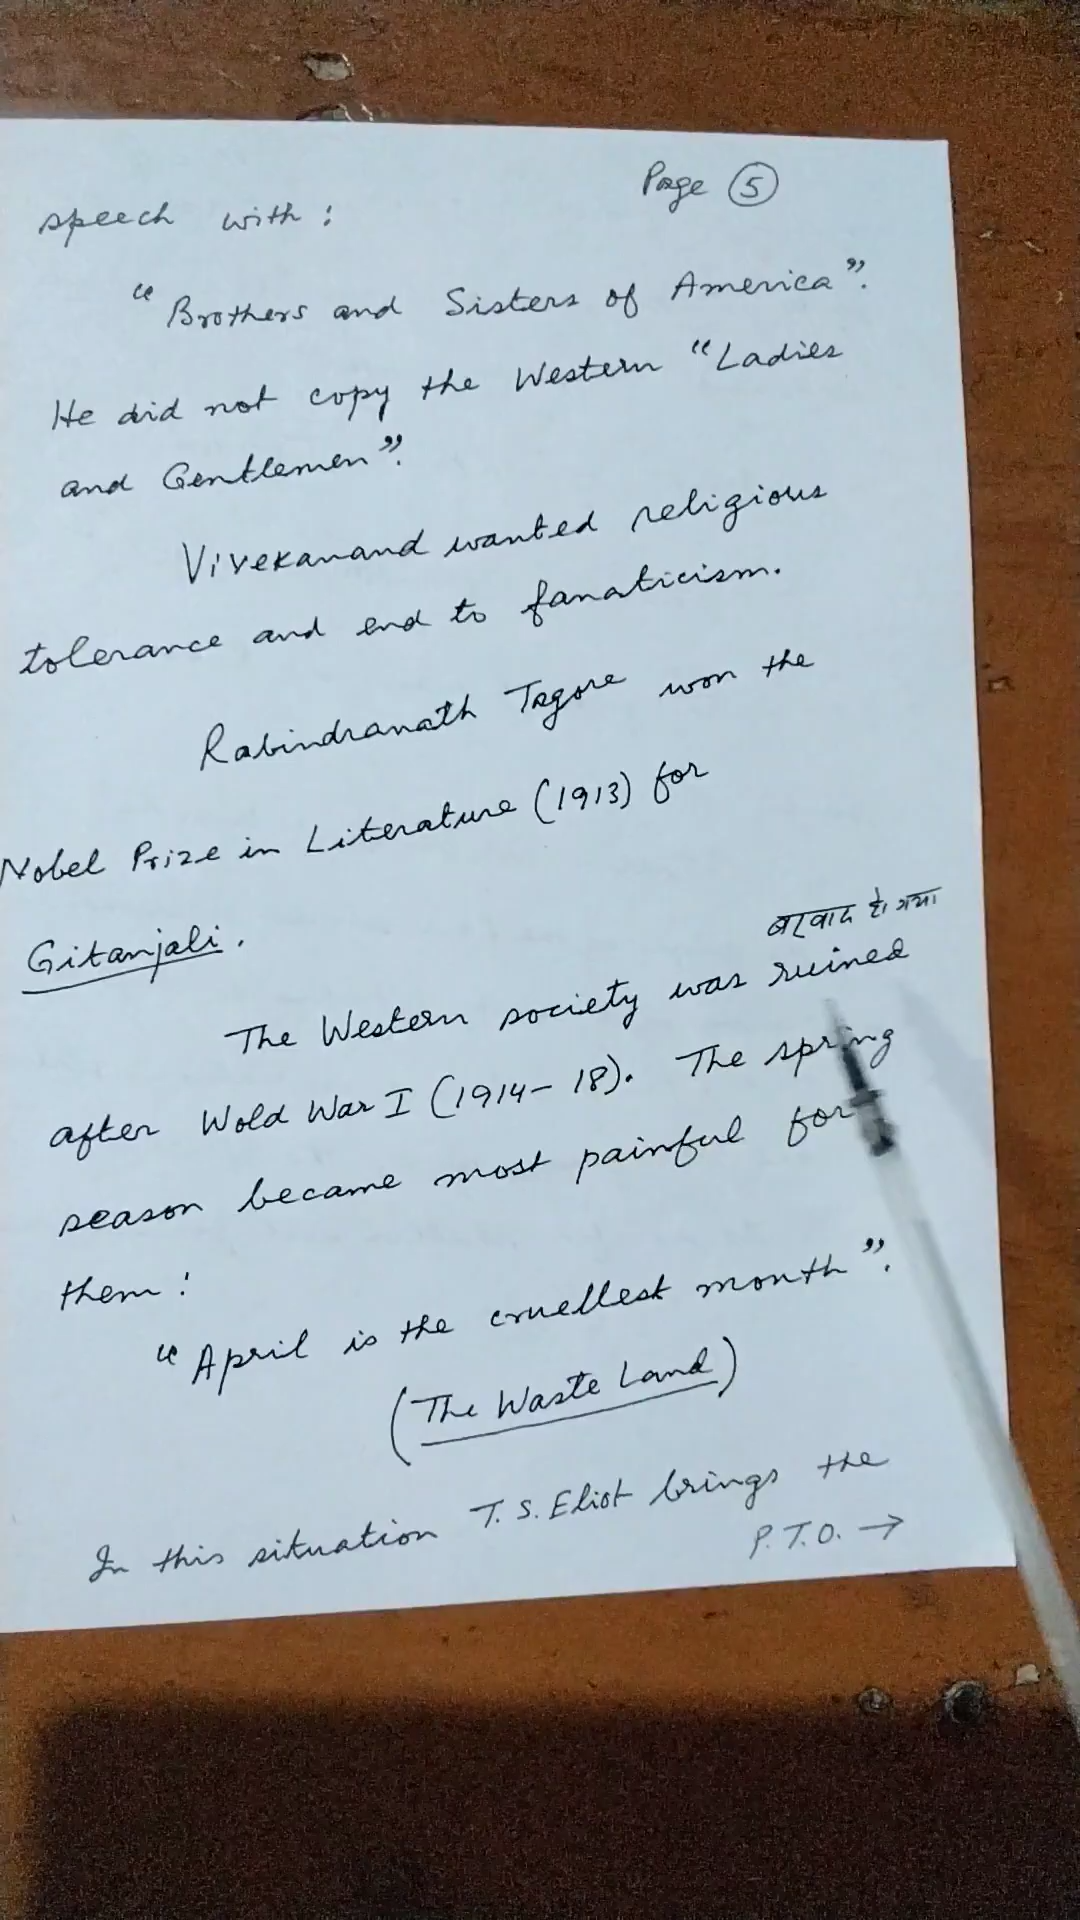 Page 5
speech with:
"Brothers and Sisters of America".
He did not copy the Western "Ladies
and Gentlemen".
Vivekanand wanted religious
tolerance and end to fanaticism.
Rabindranath Tagore won the
Nobel Prize in Literature (1913) for
Gitanjali.
बरबाद हो गया
The Western society was ruined
after Wold War I (1914-18). The spring
season became most painful for
them:
"April is the cruellest month".
(The Waste Land)
In this situation T. S. Eliot brings the
P.T.O. →